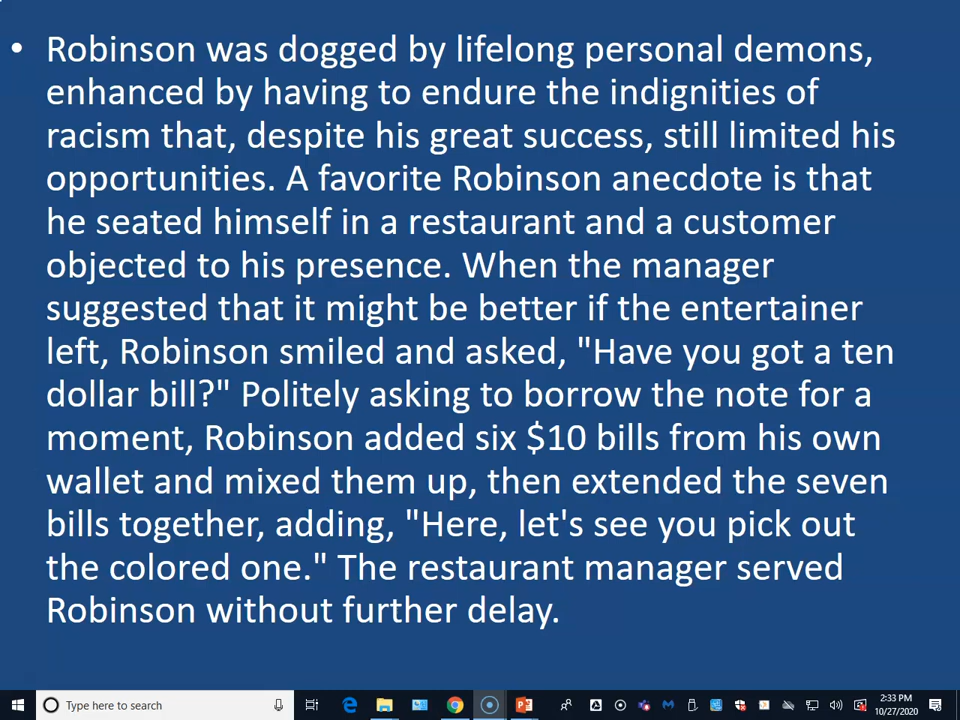 • Robinson was dogged by lifelong personal demons,
enhanced by having to endure the indignities of
racism that, despite his great success, still limited his
opportunities. A favorite Robinson anecdote is that
he seated himself in a restaurant and a customer
objected to his presence. When the manager
suggested that it might be better if the entertainer
left, Robinson smiled and asked, "Have you got a ten
dollar bill?" Politely asking to borrow the note for a
moment, Robinson added six $10 bills from his own
wallet and mixed them up, then extended the seven
bills together, adding, "Here, let's see you pick out
the colored one." The restaurant manager served
Robinson without further delay.
Type here to search
2:33 PM
10/27/2020